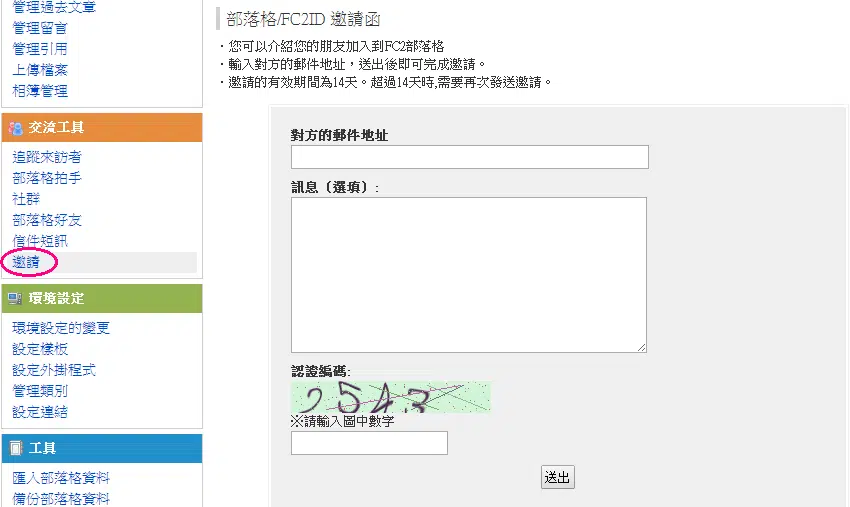 管理過去文章
管理留言
管理引用
上傳檔案
相簿管理
交流工具
追蹤來訪者
部落格拍手
社群
部落格好友
信件短訊
邀請
環境設定
環境設定的變更
設定樣板
設定外掛程式
管理類別
設定連結
工具
匯入部落格資料
備份部落格資料
部落格/FC2ID 邀請函
・您可以介紹您的朋友加入到FC2部落格
・輸入對方的郵件地址，送出後即可完成邀請。
・邀請的有效期間為14天。超過14天時,需要再次發送邀請。
對方的郵件地址
訊息（選填）:
認證編碼:
2543
※請輸入圖中數字
送出